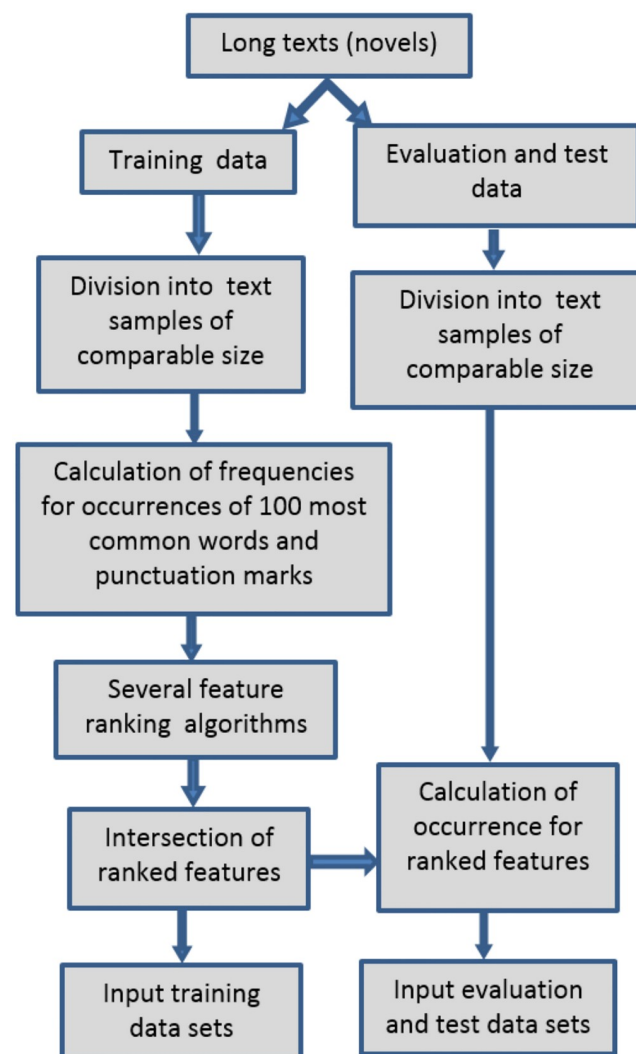 Long texts (novels)
Training data
Evaluation and test
data
Division into text
samples of
comparable size
Division into text
samples of
comparable size
Calculation of frequencies
for occurrences of 100 most
common words and
punctuation marks
Several feature
ranking algorithms
Intersection of
ranked features
Calculation of
occurrence for
ranked features
Input training
data sets
Input evaluation
and test data sets